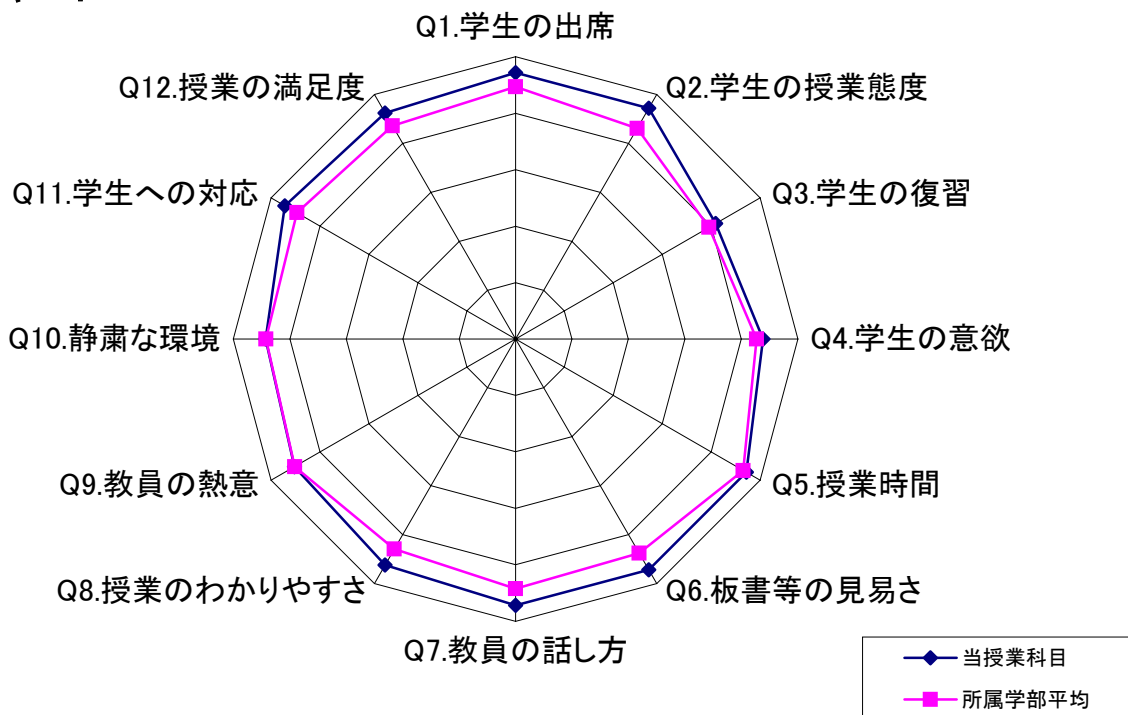 Q1.学生の出席
Q2.学生の授業態度
Q3.学生の復習
Q4.学生の意欲
Q5.授業時間
Q6.板書等の見易さ
Q7.教員の話し方
Q8.授業のわかりやすさ
Q9.教員の熱意
Q10.静粛な環境
Q11.学生への対応
Q12.授業の満足度
当授業科目
所属学部平均